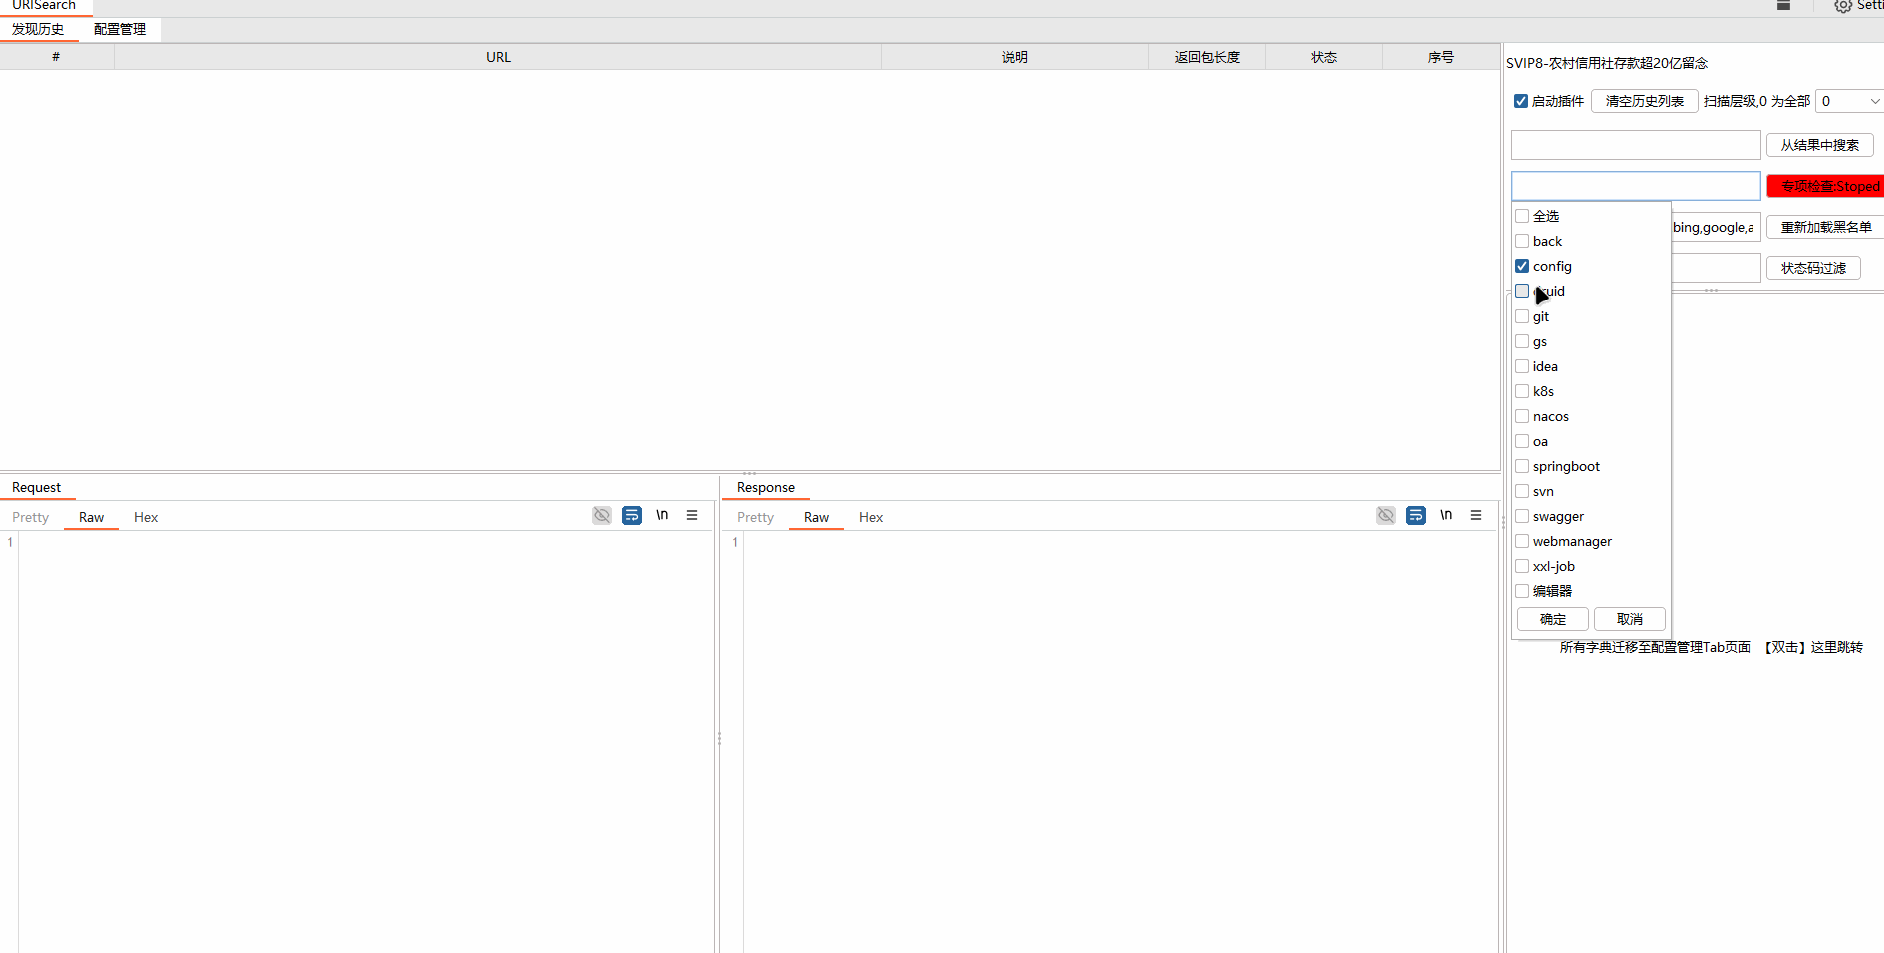 URISearch
Setti
发现历史 配置管理
# URL 说明 返回包长度 状态 序号
SVIP8-农村信用社存款超20亿留念
启动插件 清空历史列表 扫描层级,0 为全部 0
从结果中搜索
专项检查:Stoped
全选
back
bing,google,a 重新加载黑名单
config
状态码过滤
druid
git
gs
idea
k8s
nacos
oa
springboot
svn
swagger
webmanager
xxl-job
编辑器
确定 取消
所有字典迁移至配置管理Tab页面 【双击】这里跳转
Request
Pretty Raw Hex \n
1
Response
Pretty Raw Hex \n
1